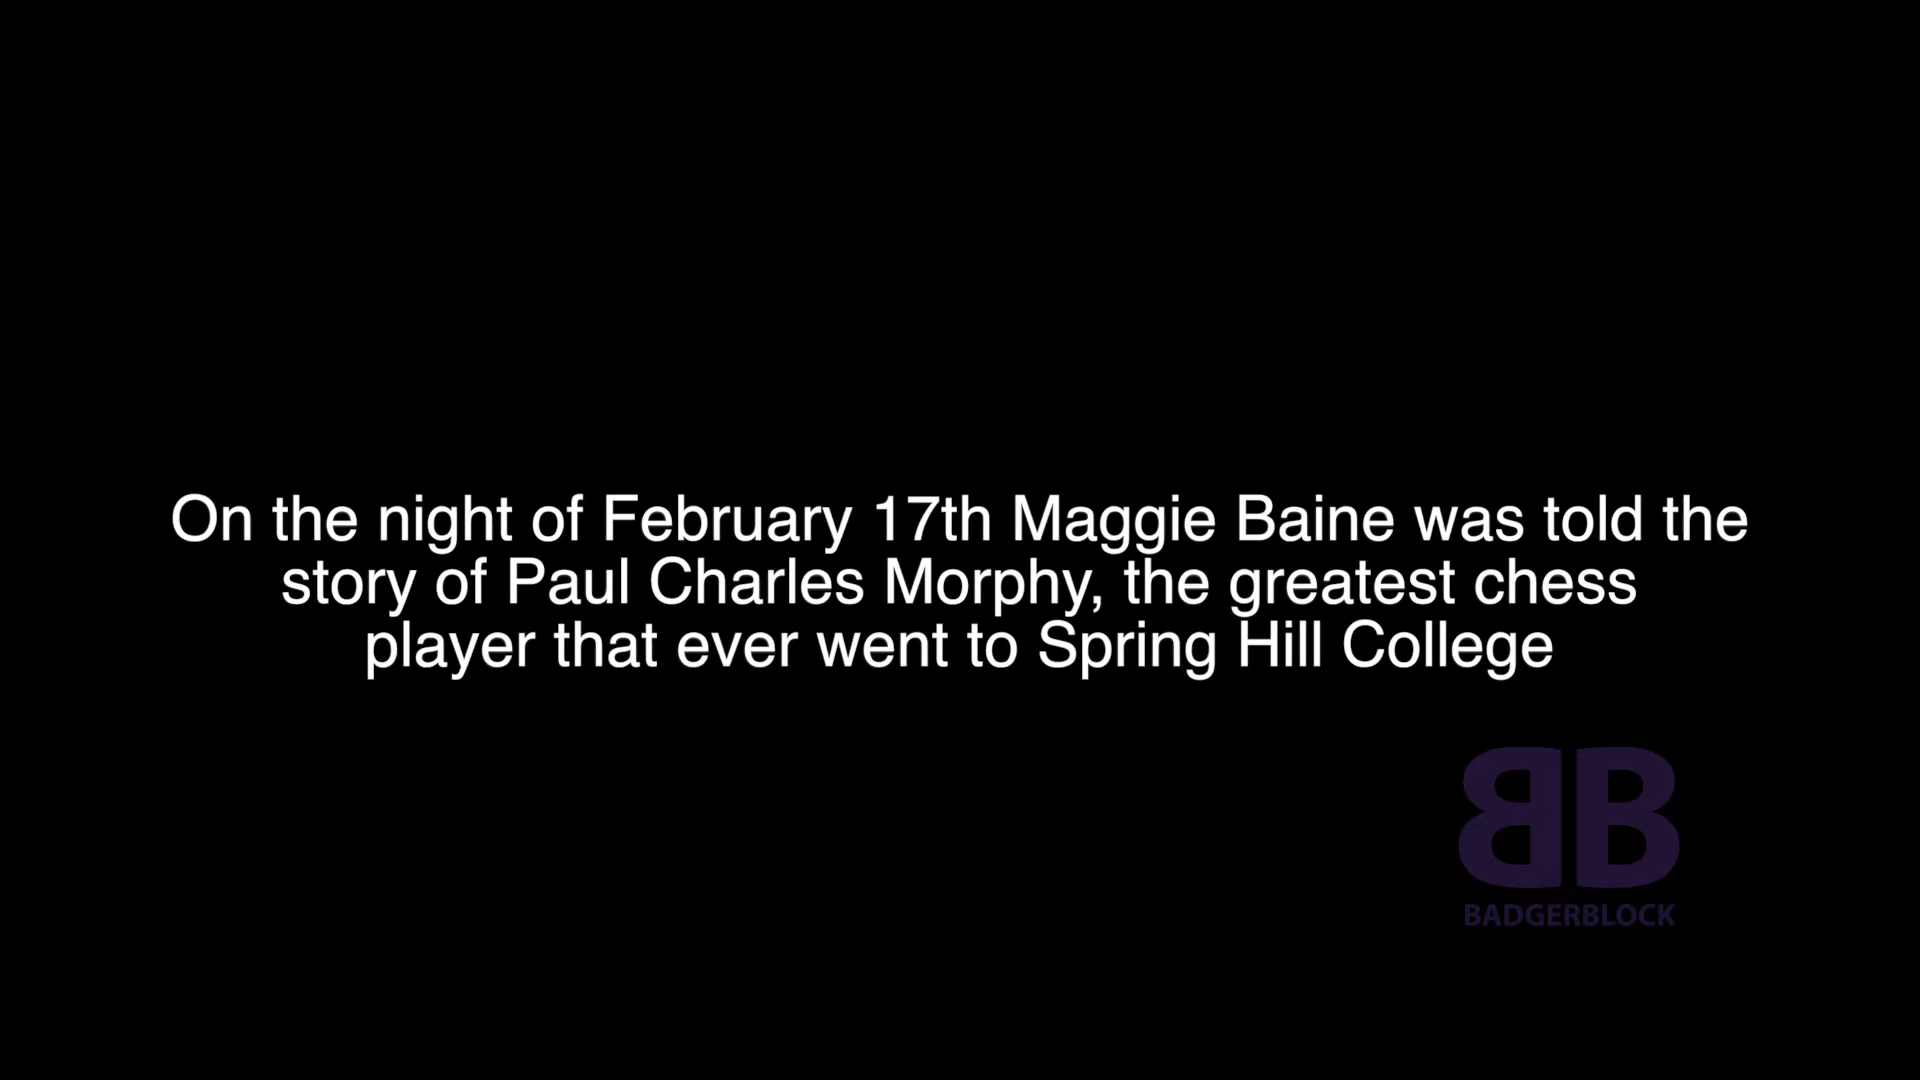 On the night of February 17th Maggie Baine was told the
story of Paul Charles Morphy, the greatest chess
player that ever went to Spring Hill College
BB
BADGERBLOCK